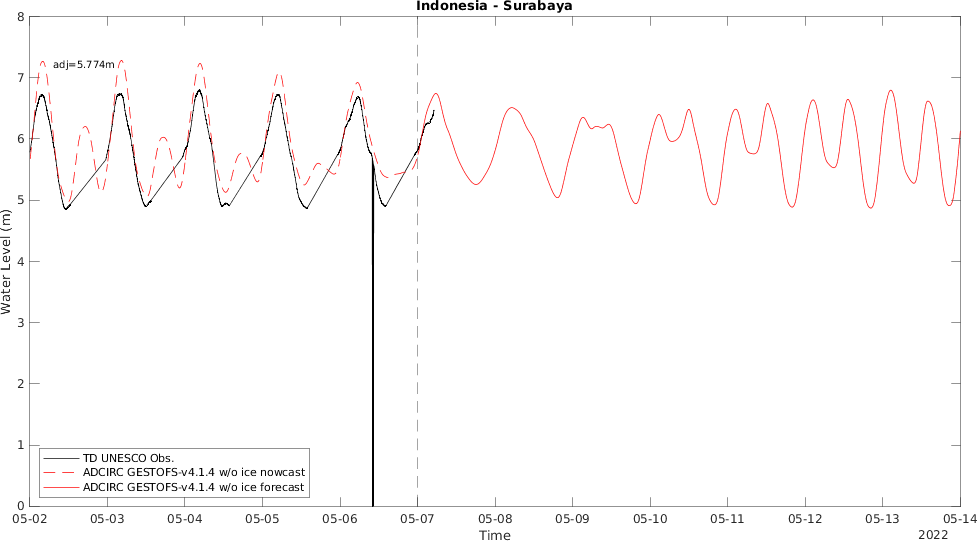 Indonesia - Surabaya
8
7
6
5
4
3
2
1
0
Water Level (m)
adj=5.774m
TD UNESCO Obs.
ADCIRC GESTOFS-v4.1.4 w/o ice nowcast
ADCIRC GESTOFS-v4.1.4 w/o ice forecast
05-02 05-03 05-04 05-05 05-06 05-07 05-08 05-09 05-10 05-11 05-12 05-13 05-14
Time
2022